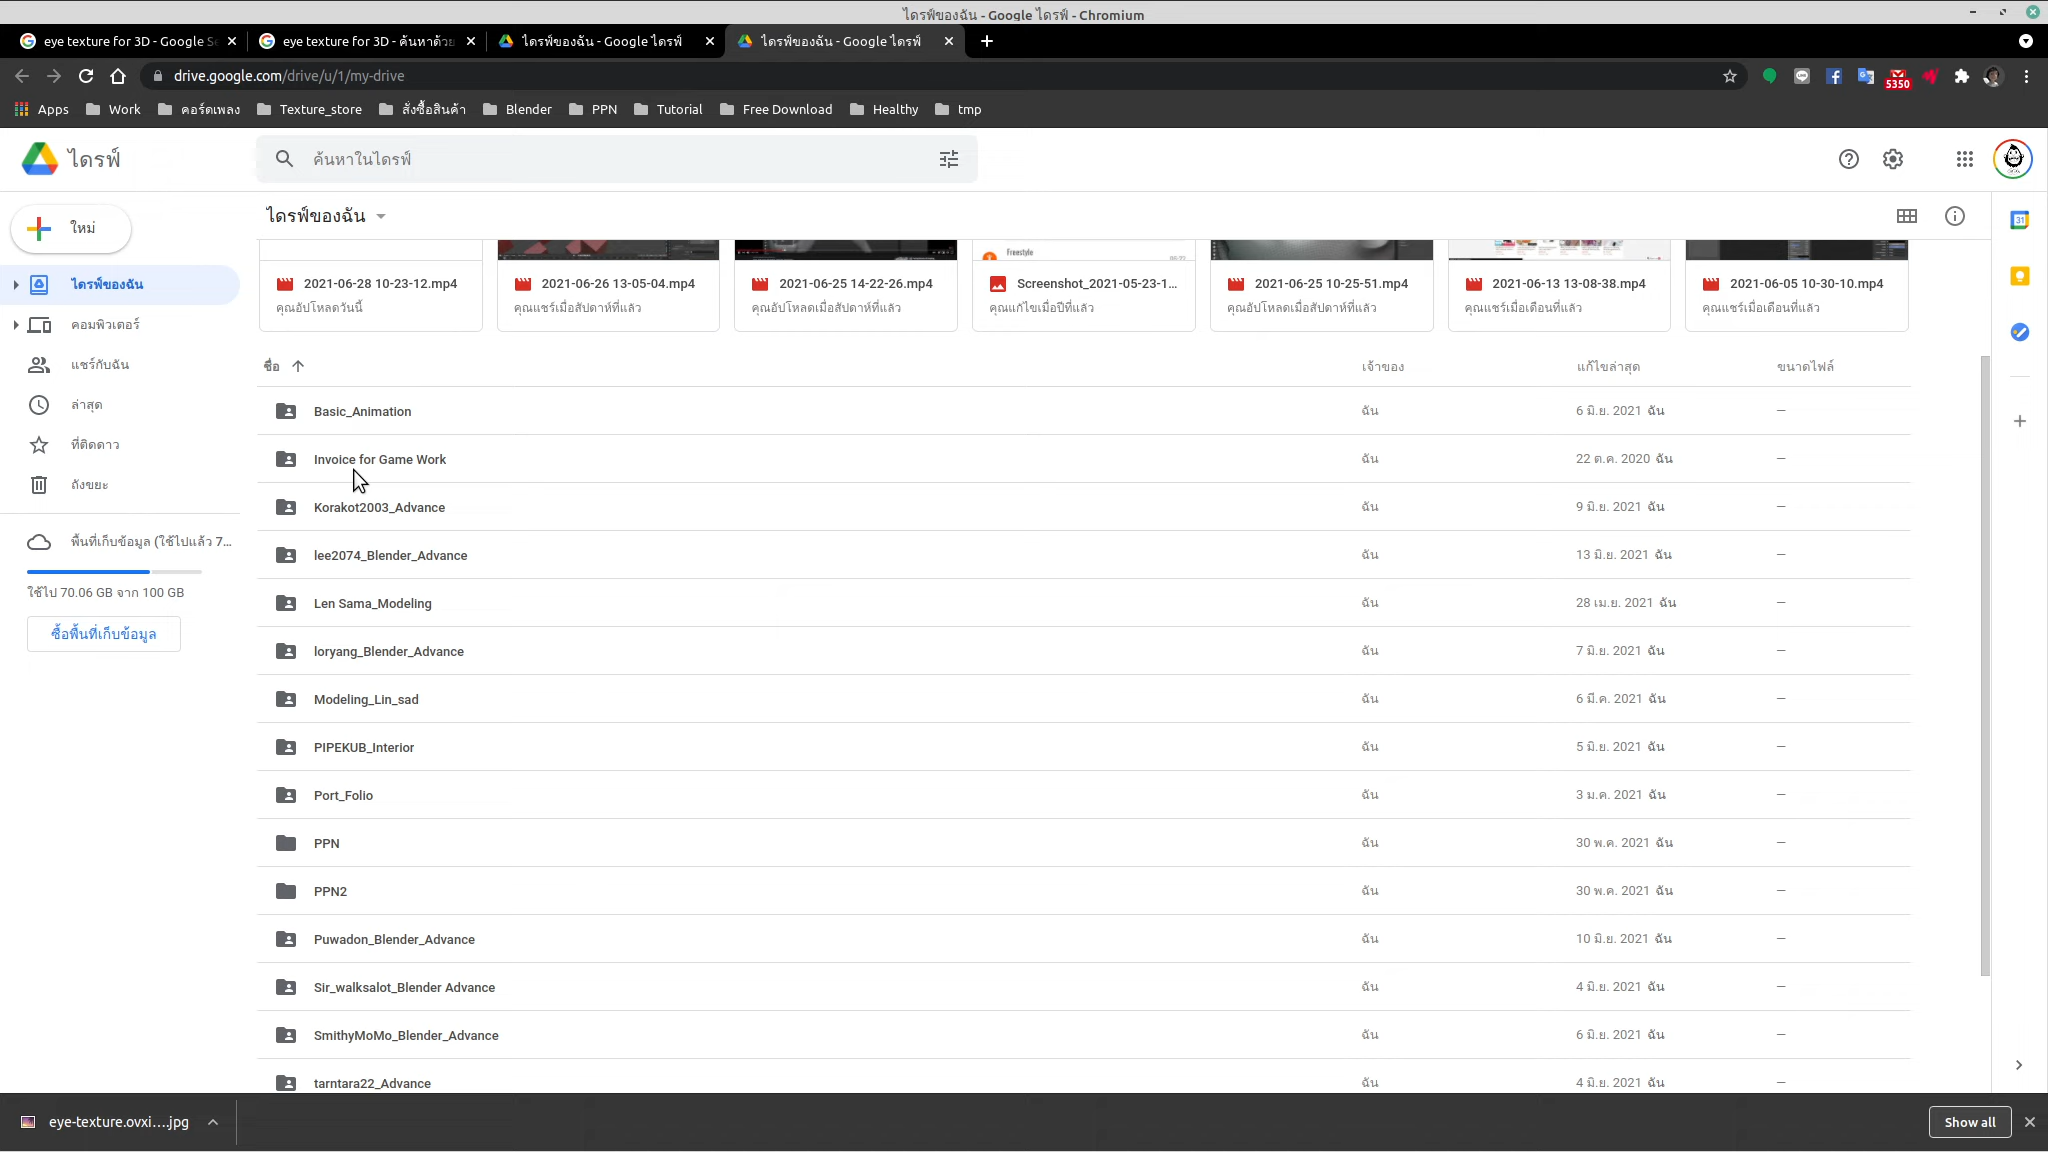 ไดรฟ์ของฉัน - Google ไดรฟ์ - Chromium
eye texture for 3D - Google Se
eye texture for 3D - ค้นหาด้วย
ไดรฟ์ของฉัน - Google ไดรฟ์
ไดรฟ์ของฉัน - Google ไดรฟ์
drive.google.com/drive/u/1/my-drive
5350
Apps Work คอร์ดเพลง Texture_store สั่งซื้อสินค้า Blender PPN Tutorial Free Download Healthy tmp
ไดรฟ์
ค้นหาในไดรฟ์
ใหม่
ไดรฟ์ของฉัน
คอมพิวเตอร์
แชร์กับฉัน
ล่าสุด
ที่ติดดาว
ถังขยะ
พื้นที่เก็บข้อมูล (ใช้ไปแล้ว 7...
ใช้ไป 70.06 GB จาก 100 GB
ซื้อพื้นที่เก็บข้อมูล
ไดรฟ์ของฉัน
31
Freestyle
2021-06-28 10-23-12.mp4
คุณอัปโหลดวันนี้
2021-06-26 13-05-04.mp4
คุณแชร์เมื่อสัปดาห์ที่แล้ว
2021-06-25 14-22-26.mp4
คุณอัปโหลดเมื่อสัปดาห์ที่แล้ว
Screenshot_2021-05-23-1...
คุณแก้ไขเมื่อปีที่แล้ว
2021-06-25 10-25-51.mp4
คุณอัปโหลดเมื่อสัปดาห์ที่แล้ว
2021-06-13 13-08-38.mp4
คุณแชร์เมื่อเดือนที่แล้ว
2021-06-05 10-30-10.mp4
คุณแชร์เมื่อเดือนที่แล้ว
ชื่อ เจ้าของ แก้ไขล่าสุด ขนาดไฟล์
Basic_Animation ฉัน 6 มิ.ย. 2021 ฉัน —
Invoice for Game Work ฉัน 22 ต.ค. 2020 ฉัน —
Korakot2003_Advance ฉัน 9 มิ.ย. 2021 ฉัน —
lee2074_Blender_Advance ฉัน 13 มิ.ย. 2021 ฉัน —
Len Sama_Modeling ฉัน 28 เม.ย. 2021 ฉัน —
loryang_Blender_Advance ฉัน 7 มิ.ย. 2021 ฉัน —
Modeling_Lin_sad ฉัน 6 มี.ค. 2021 ฉัน —
PIPEKUB_Interior ฉัน 5 มิ.ย. 2021 ฉัน —
Port_Folio ฉัน 3 ม.ค. 2021 ฉัน —
PPN ฉัน 30 พ.ค. 2021 ฉัน —
PPN2 ฉัน 30 พ.ค. 2021 ฉัน —
Puwadon_Blender_Advance ฉัน 10 มิ.ย. 2021 ฉัน —
Sir_walksalot_Blender Advance ฉัน 4 มิ.ย. 2021 ฉัน —
SmithyMoMo_Blender_Advance ฉัน 6 มิ.ย. 2021 ฉัน —
tarntara22_Advance ฉัน 4 มิ.ย. 2021 ฉัน —
eye-texture.ovxi....jpg
Show all